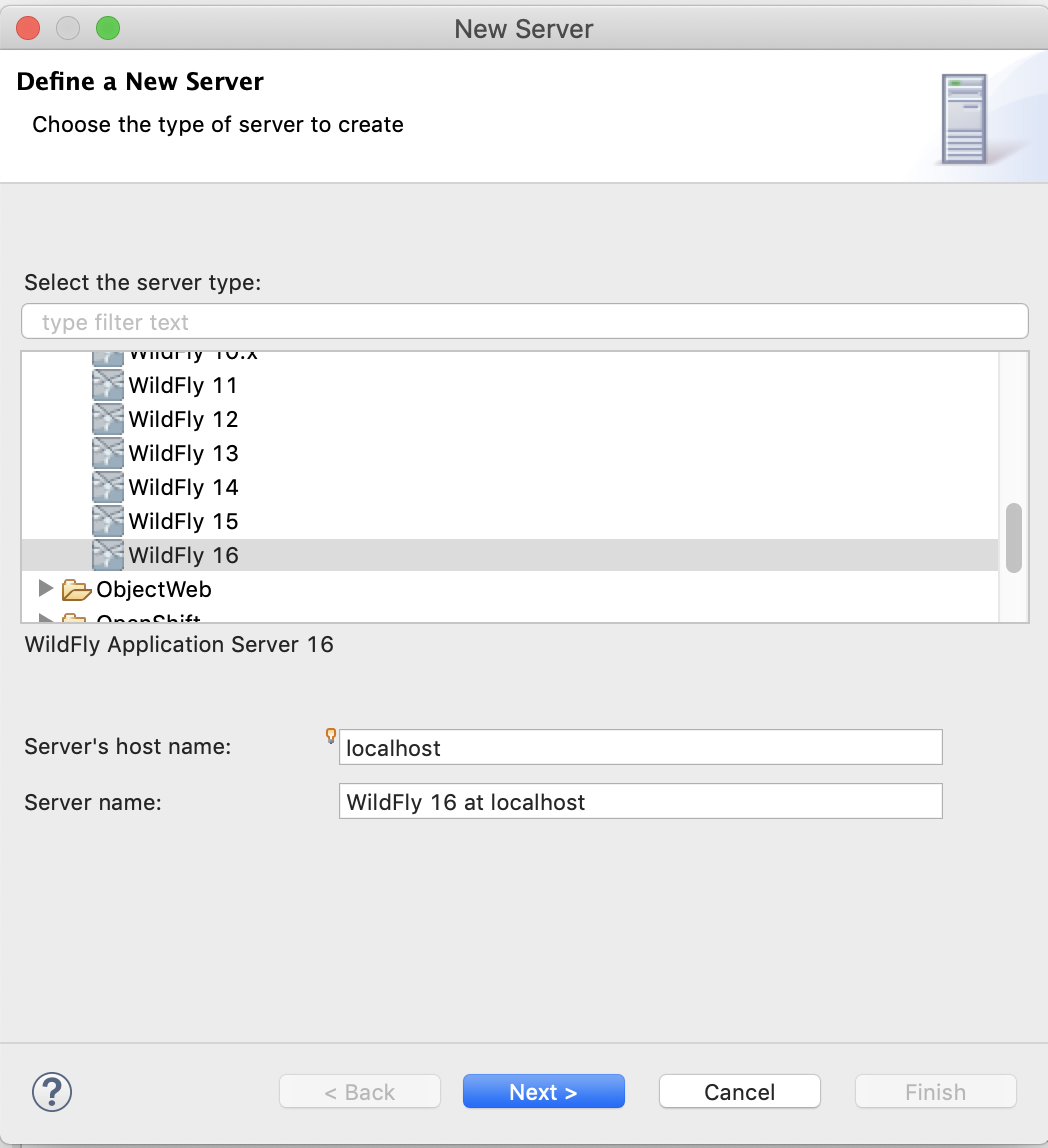 New Server
Define a New Server
Choose the type of server to create
Select the server type:
type filter text
WildFly 10.x
WildFly 11
WildFly 12
WildFly 13
WildFly 14
WildFly 15
WildFly 16
ObjectWeb
OpenShift
WildFly Application Server 16
Server's host name: localhost
Server name: WildFly 16 at localhost
? < Back Next > Cancel Finish